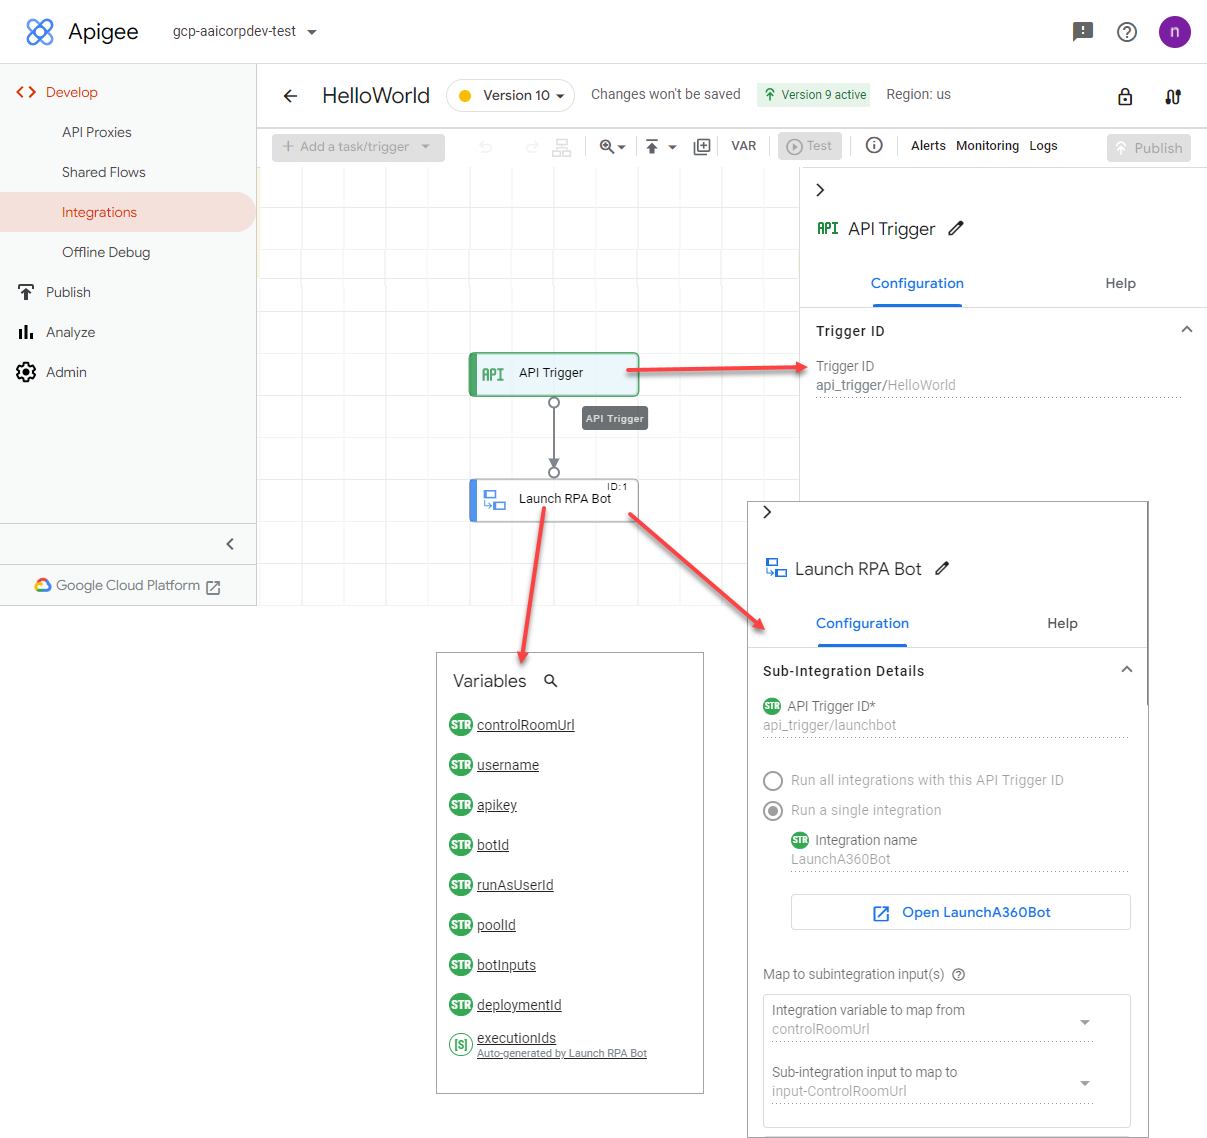 Apigee
gcp-aaicorpdev-test
n
Develop
API Proxies
Shared Flows
Integrations
Offline Debug
Publish
Analyze
Admin
Google Cloud Platform
HelloWorld
Version 10
Changes won't be saved
Version 9 active
Region: us
Add a task/trigger
VAR
Test
Alerts
Monitoring
Logs
Publish
API
API Trigger
API Trigger
ID:1
Launch RPA Bot
API
API Trigger
Configuration
Help
Trigger ID
Trigger ID
api_trigger/HelloWorld
Variables
STR controlRoomUrl
STR username
STR apikey
STR botId
STR runAsUserId
STR poolId
STR botInputs
STR deploymentId
[S] executionIds
Auto-generated by Launch RPA Bot
Launch RPA Bot
Configuration
Help
Sub-Integration Details
STR API Trigger ID*
api_trigger/launchbot
Run all integrations with this API Trigger ID
Run a single integration
STR Integration name
LaunchA360Bot
Open LaunchA360Bot
Map to subintegration input(s)
Integration variable to map from
controlRoomUrl
Sub-integration input to map to
input-ControlRoomUrl